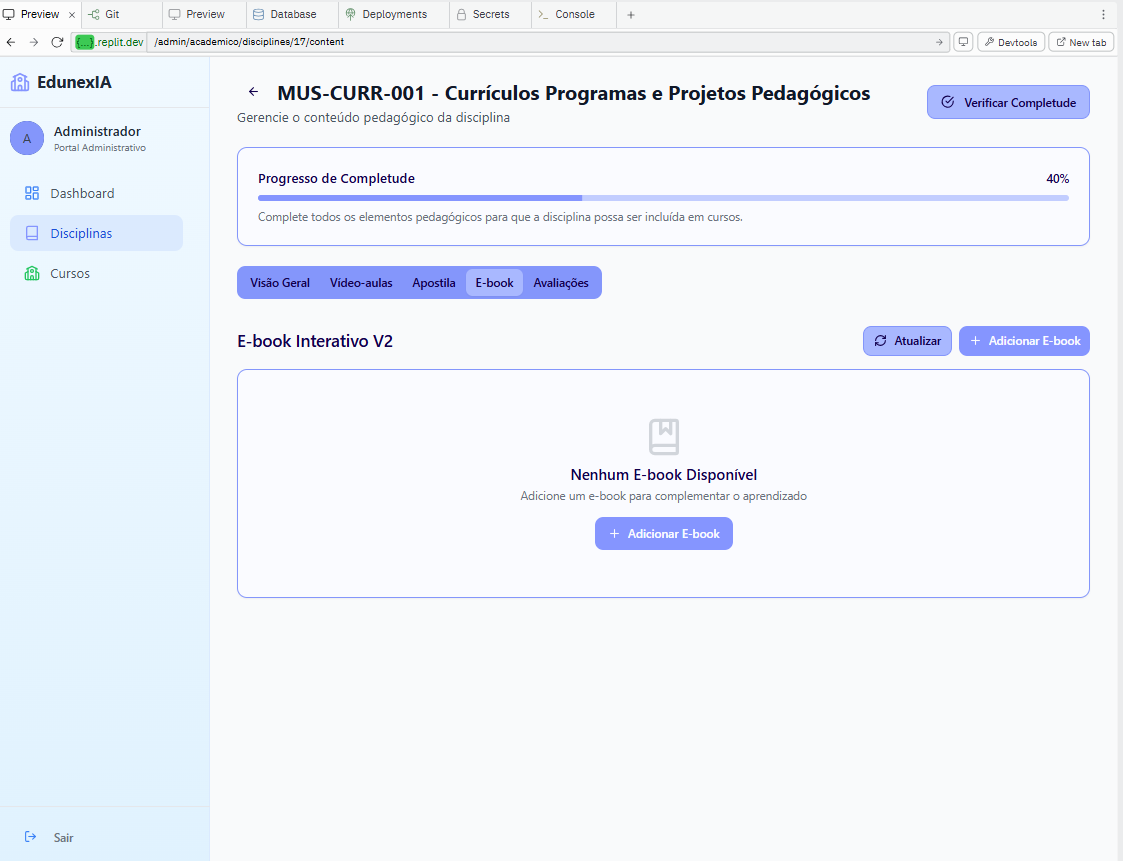 Preview
Git
Preview
Database
Deployments
Secrets
Console
{...}.replit.dev /admin/academico/disciplines/17/content
Devtools
New tab
EdunexIA
A
Administrador
Portal Administrativo
Dashboard
Disciplinas
Cursos
Sair
MUS-CURR-001 - Currículos Programas e Projetos Pedagógicos
Gerencie o conteúdo pedagógico da disciplina
Verificar Completude
Progresso de Completude 40%
Complete todos os elementos pedagógicos para que a disciplina possa ser incluída em cursos.
Visão Geral Vídeo-aulas Apostila E-book Avaliações
E-book Interativo V2
Atualizar
+ Adicionar E-book
Nenhum E-book Disponível
Adicione um e-book para complementar o aprendizado
+ Adicionar E-book